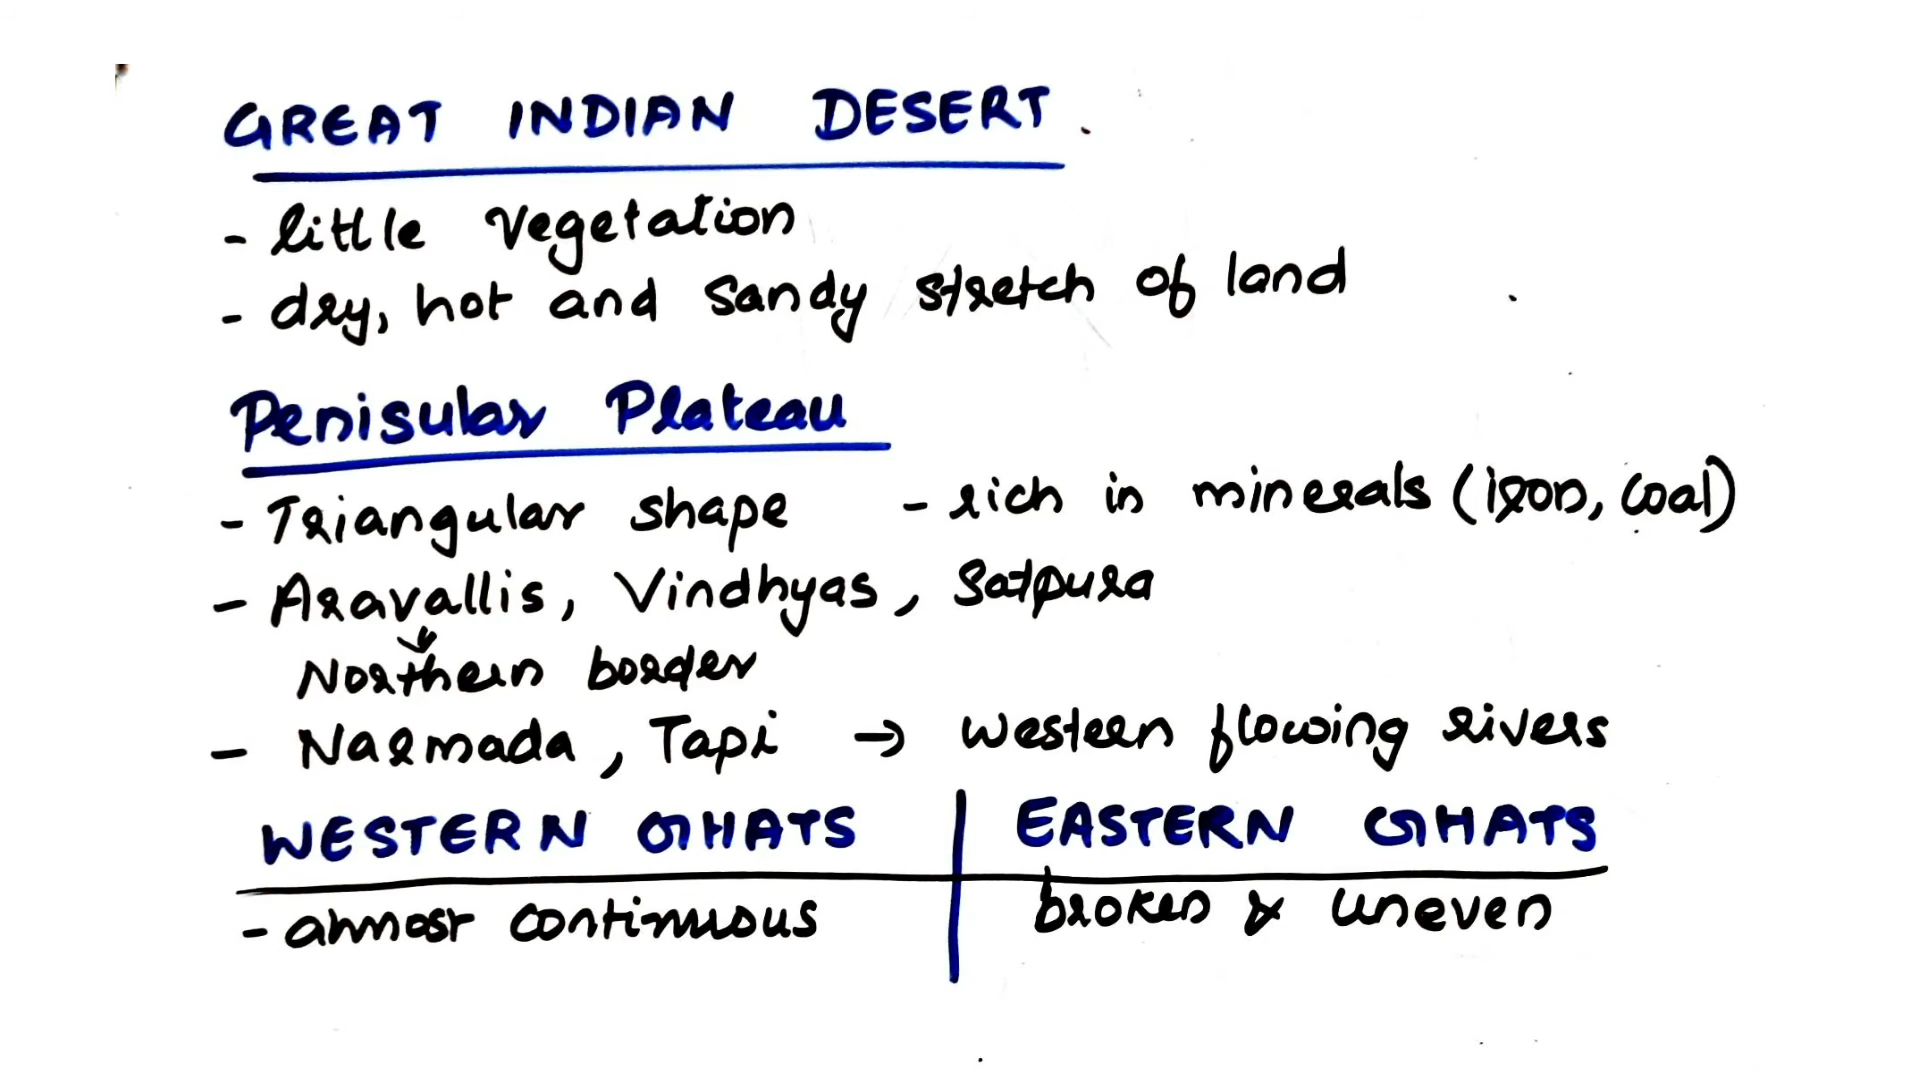 GREAT INDIAN DESERT.
- little vegetation
- dry, hot and sandy stretch of land
Penisular Plateau
- Triangular shape - rich in minerals (iron, coal)
- Aravallis, Vindhyas, Satpura
Northern border
- Narmada, Tapi → western flowing rivers
WESTERN GHATS | EASTERN GHATS
- almost continuous broken & uneven